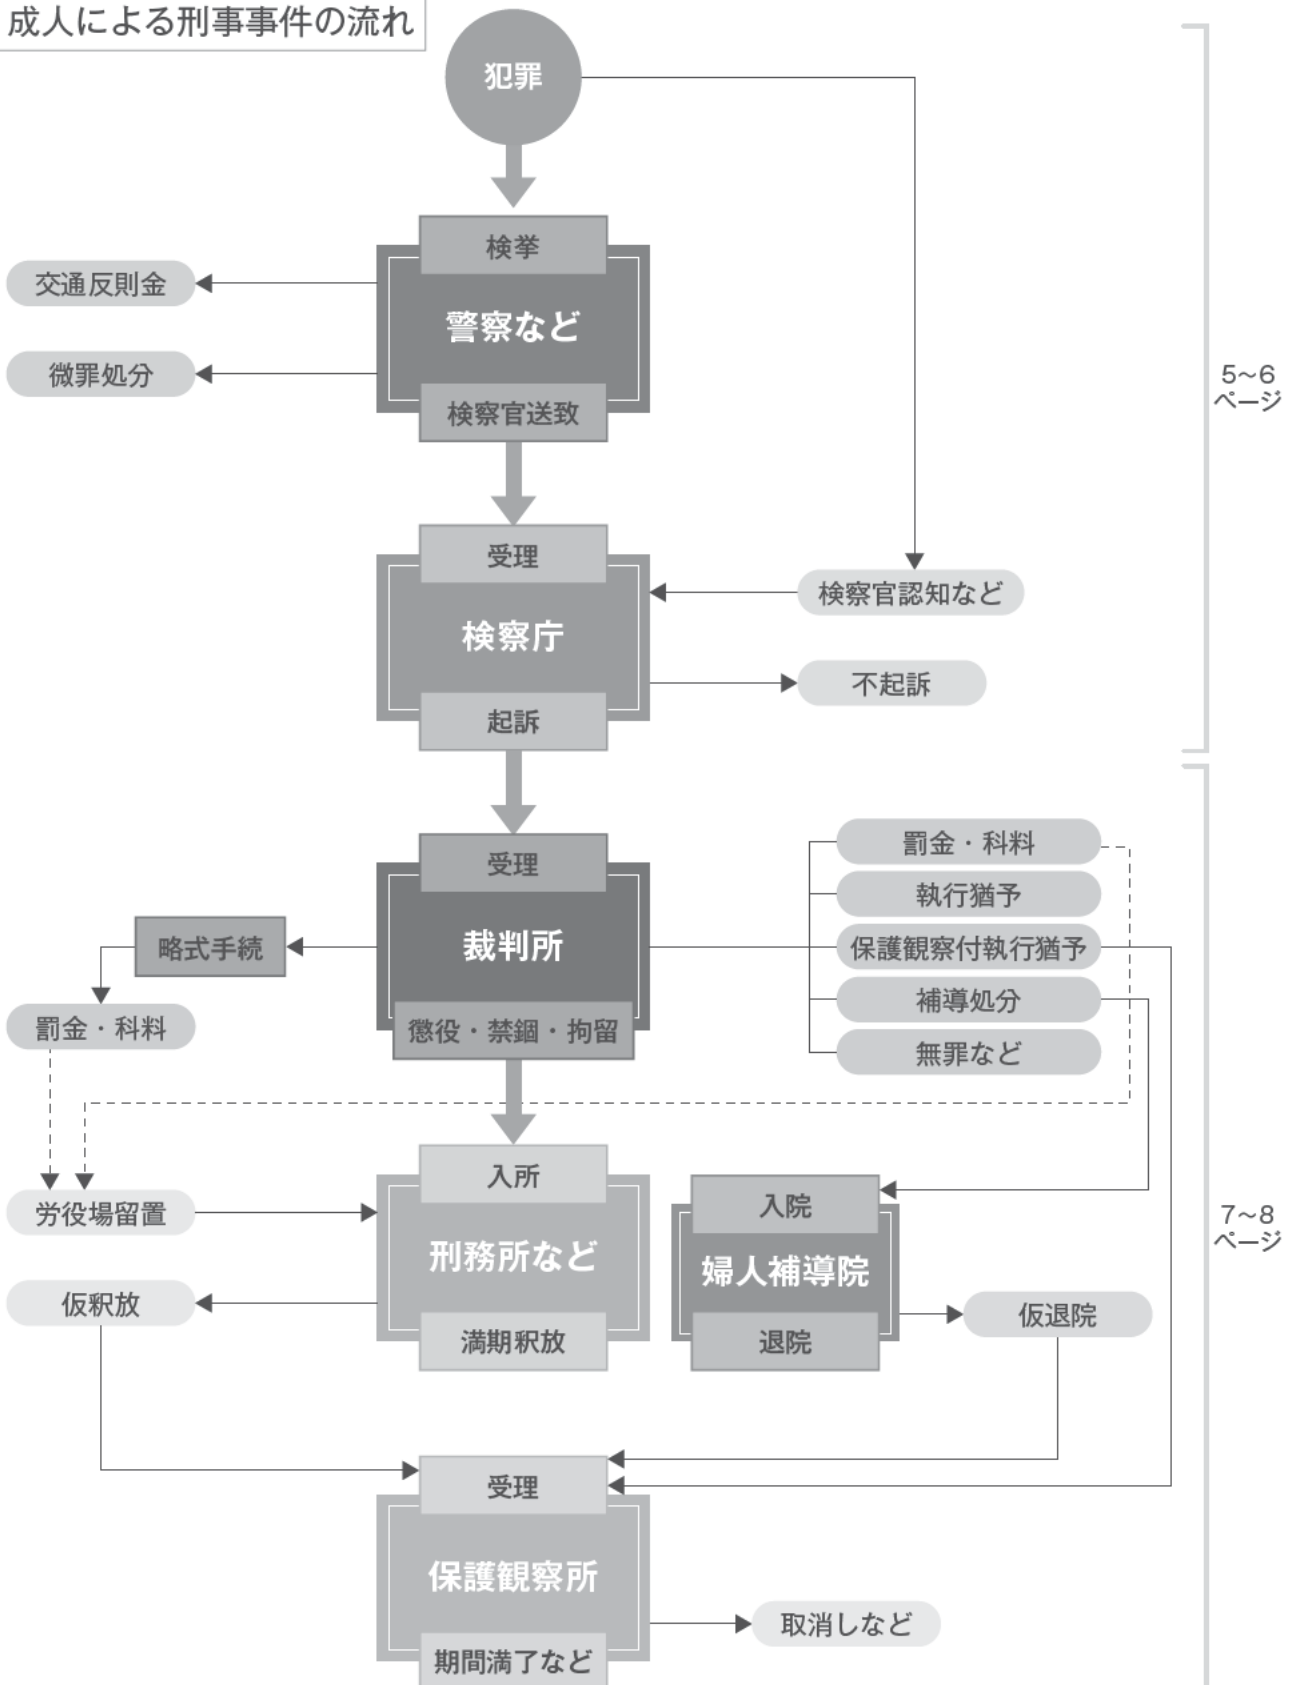 成人による刑事事件の流れ
犯罪
検挙
警察など
検察官送致
交通反則金
微罪処分
5～6
ページ
受理
検察庁
起訴
検察官認知など
不起訴
受理
裁判所
懲役・禁錮・拘留
略式手続
罰金・科料
罰金・科料
執行猶予
保護観察付執行猶予
補導処分
無罪など
労役場留置
仮釈放
入所
刑務所など
満期釈放
入院
婦人補導院
退院
仮退院
7～8
ページ
受理
保護観察所
期間満了など
取消しなど